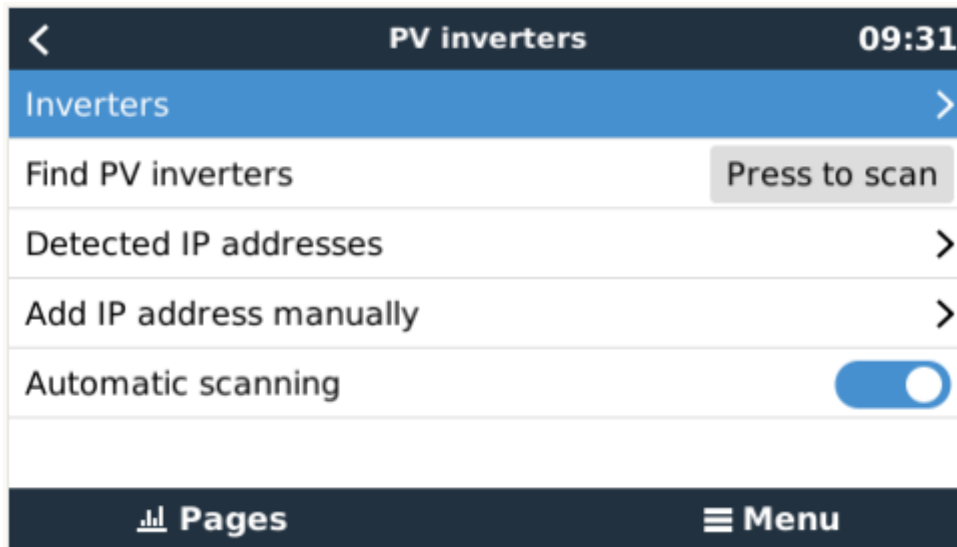 PV inverters 09:31
Inverters
Find PV inverters Press to scan
Detected IP addresses
Add IP address manually
Automatic scanning
Pages Menu